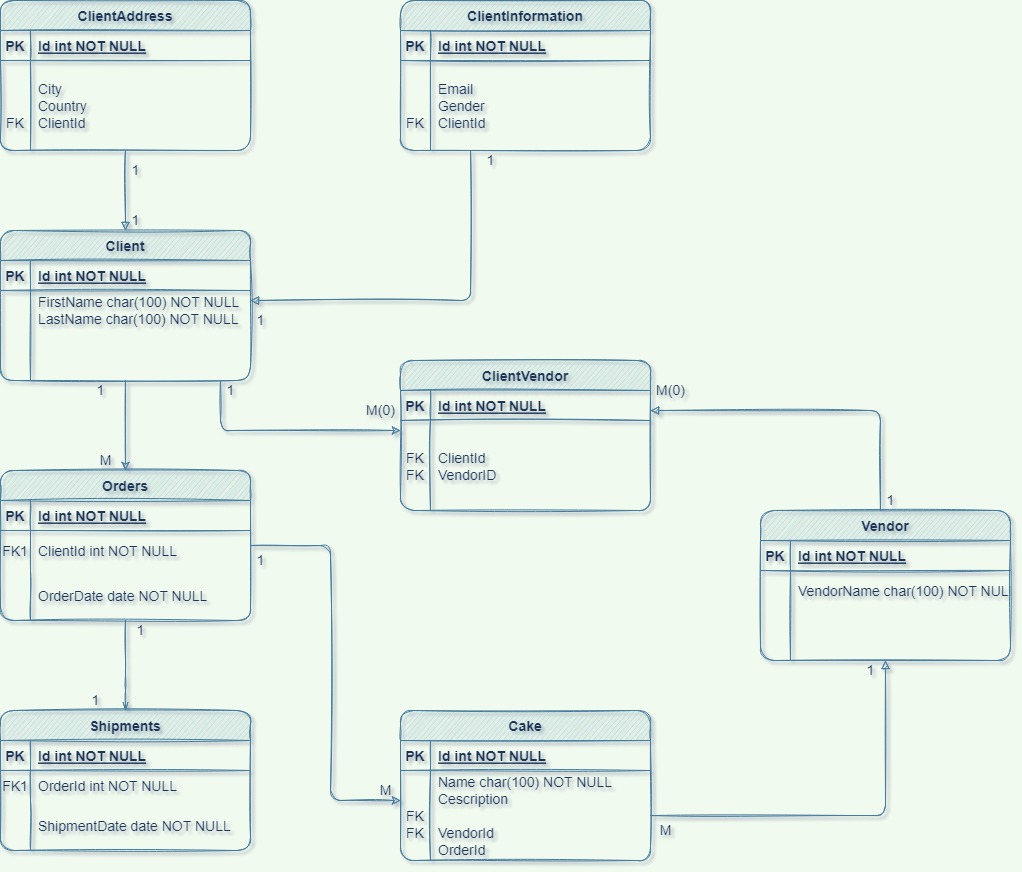 ClientAddress
PK Id int NOT NULL
City
Country
FK ClientId
1
1
ClientInformation
PK Id int NOT NULL
Email
Gender
FK ClientId
1
Client
PK Id int NOT NULL
FirstName char(100) NOT NULL
LastName char(100) NOT NULL
1
1
1
M(0)
M
ClientVendor
PK Id int NOT NULL
FK ClientId
FK VendorID
M(0)
1
Orders
PK Id int NOT NULL
FK1 ClientId int NOT NULL
OrderDate date NOT NULL
1
1
1
Vendor
PK Id int NOT NULL
VendorName char(100) NOT NUL
1
Shipments
PK Id int NOT NULL
FK1 OrderId int NOT NULL
ShipmentDate date NOT NULL
M
Cake
PK Id int NOT NULL
Name char(100) NOT NULL
Cescription
FK
FK VendorId
OrderId
M